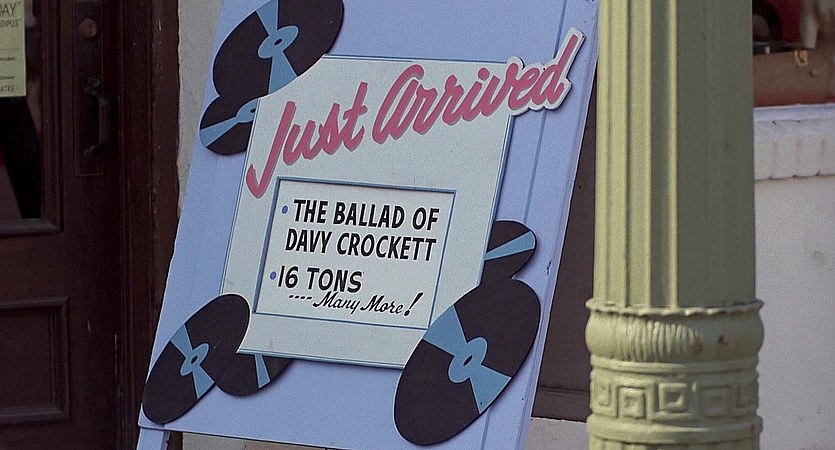 Just Arrived
• THE BALLAD OF
DAVY CROCKETT
• 16 TONS
---- Many More!